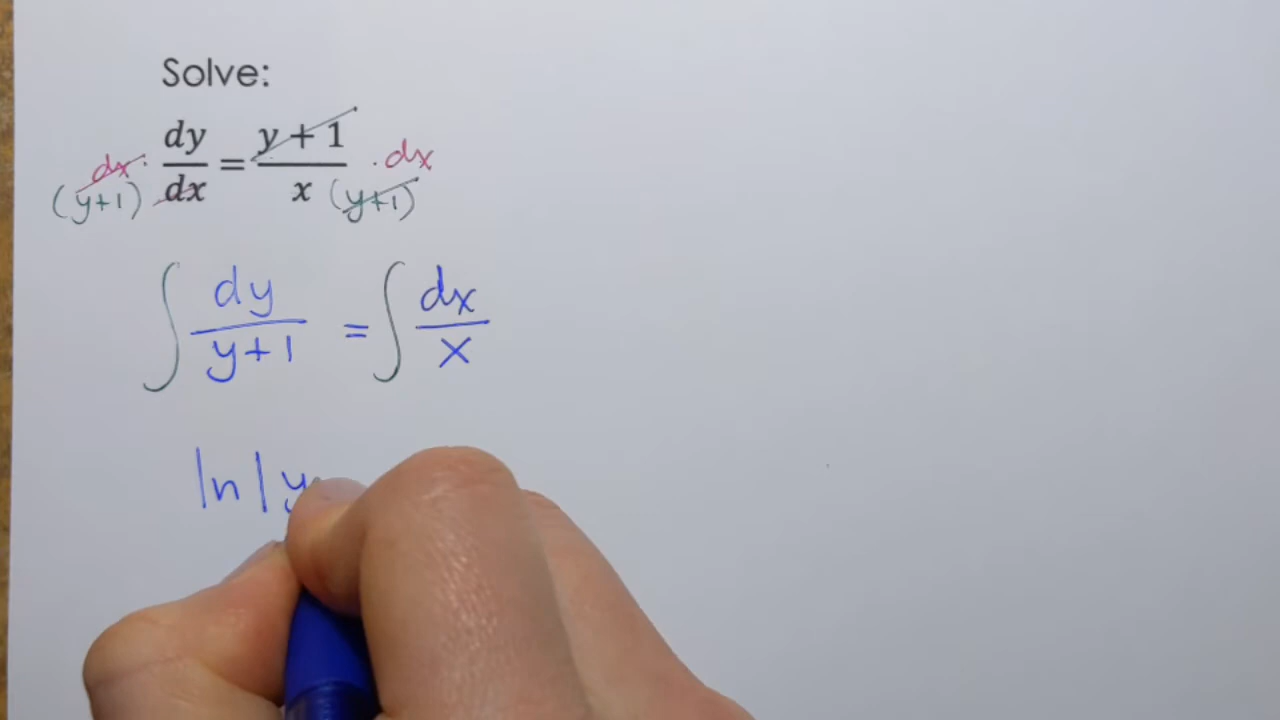 Solve:
dx · dy/dx = y + 1/x · dx
(y+1) (y+1)
∫ dy/y+1 = ∫ dx/x
ln |y